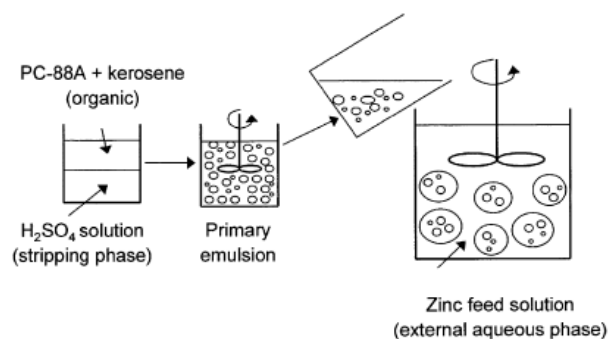 PC-88A + kerosene
(organic)
H₂SO₄ solution
(stripping phase)
Primary
emulsion
Zinc feed solution
(external aqueous phase)